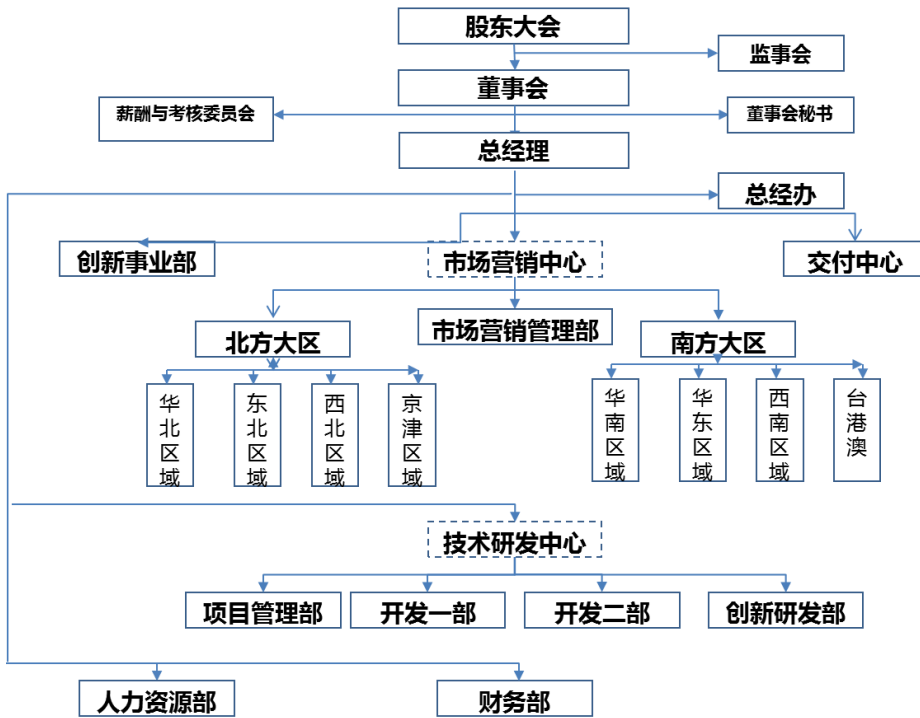 股东大会
监事会
董事会
薪酬与考核委员会
董事会秘书
总经理
总经办
创新事业部
市场营销中心
交付中心
北方大区
市场营销管理部
南方大区
华北区域
东北区域
西北区域
京津区域
华南区域
华东区域
西南区域
台港澳
技术研发中心
项目管理部
开发一部
开发二部
创新研发部
人力资源部
财务部